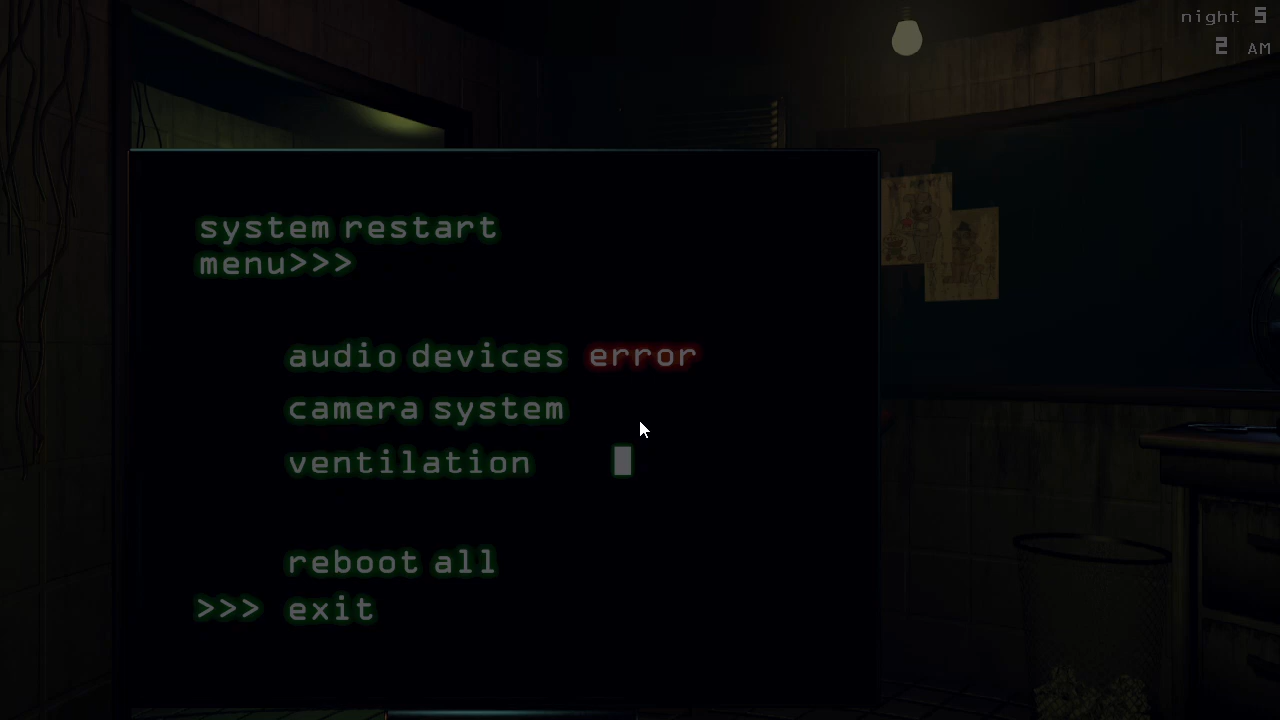 night 5
2 AM
system restart
menu>>>
audio devices error
camera system
ventilation
reboot all
>>> exit